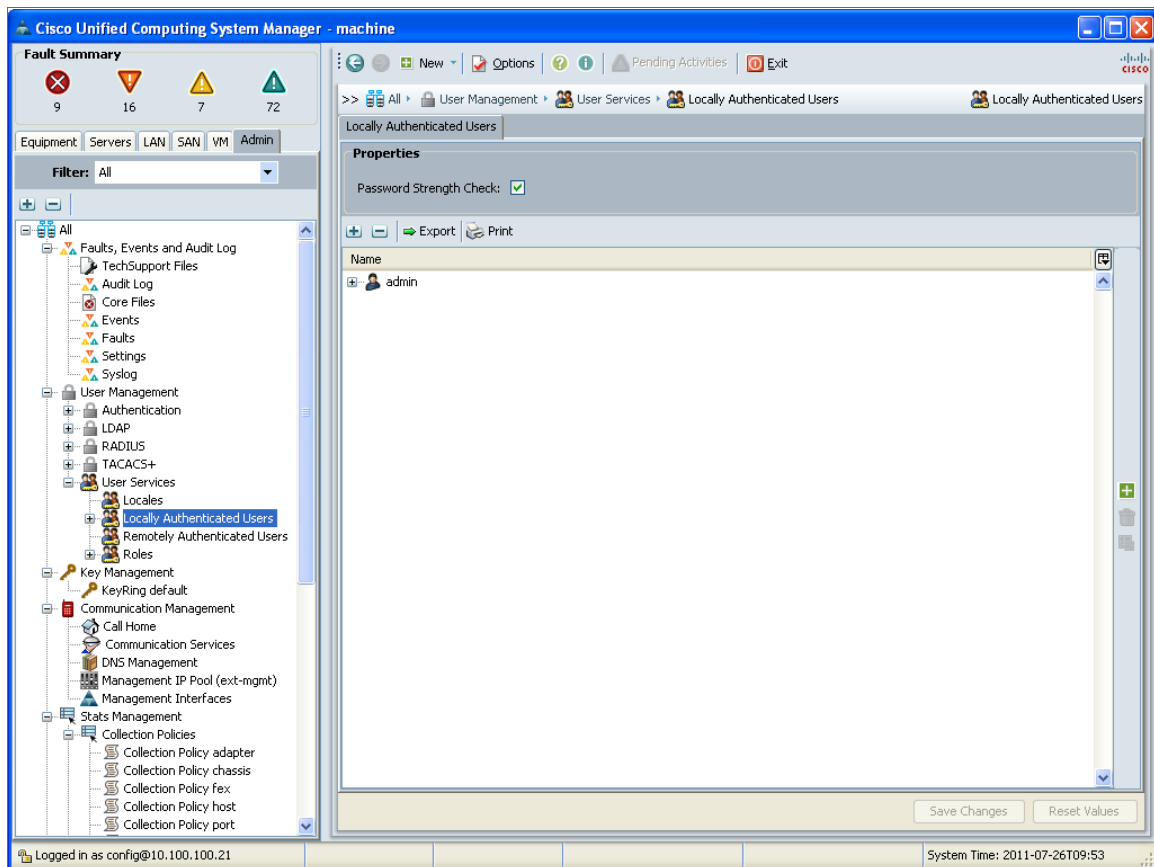 Cisco Unified Computing System Manager - machine
Fault Summary
9 16 7 72
New Options Pending Activities Exit
CISCO
>> All User Management User Services Locally Authenticated Users Locally Authenticated Users
Equipment Servers LAN SAN VM Admin
Filter: All
All
Faults, Events and Audit Log
TechSupport Files
Audit Log
Core Files
Events
Faults
Settings
Syslog
User Management
Authentication
LDAP
RADIUS
TACACS+
User Services
Locales
Locally Authenticated Users
Remotely Authenticated Users
Roles
Key Management
KeyRing default
Communication Management
Call Home
Communication Services
DNS Management
Management IP Pool (ext-mgmt)
Management Interfaces
Stats Management
Collection Policies
Collection Policy adapter
Collection Policy chassis
Collection Policy fex
Collection Policy host
Collection Policy port
Locally Authenticated Users
Properties
Password Strength Check:
Export Print
Name
admin
Save Changes Reset Values
Logged in as config@10.100.100.21
System Time: 2011-07-26T09:53